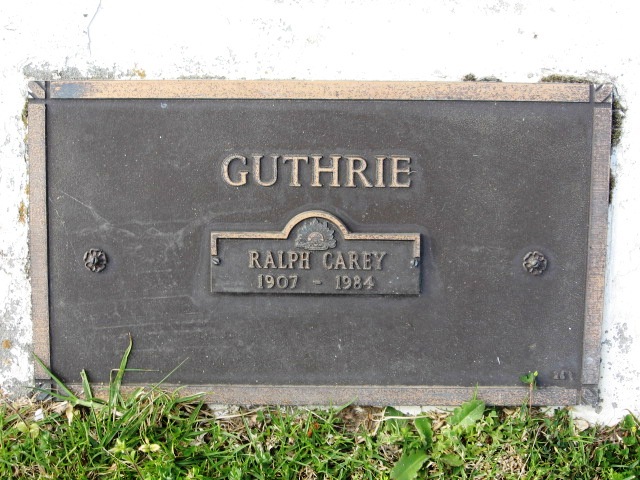 GUTHRIE
RALPH CAREY
1907 - 1984